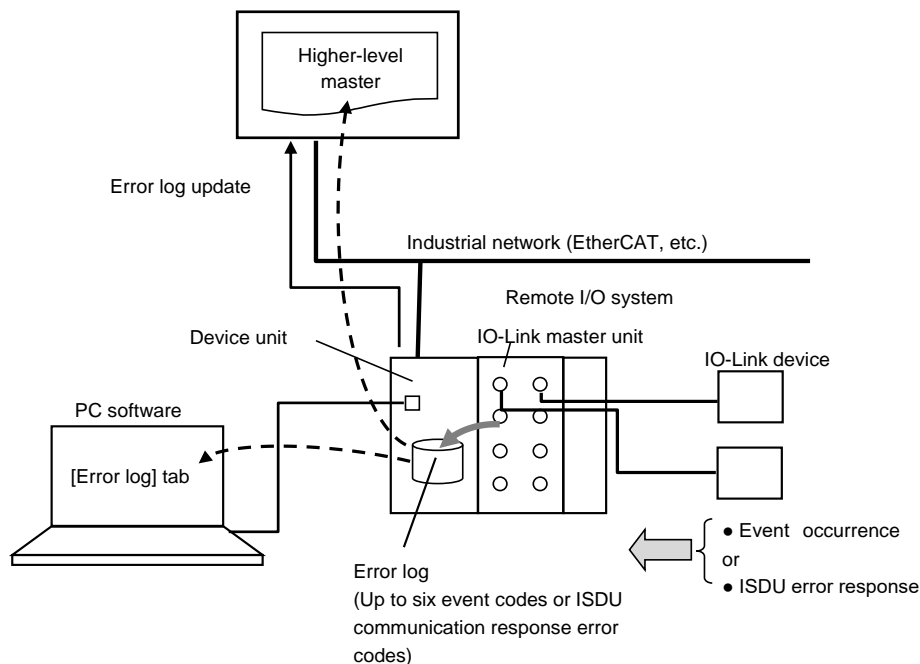 Higher-level
master
Error log update
Industrial network (EtherCAT, etc.)
Remote I/O system
Device unit
IO-Link master unit
IO-Link device
PC software
[Error log] tab
● Event occurrence
or
● ISDU error response
Error log
(Up to six event codes or ISDU
communication response error
codes)